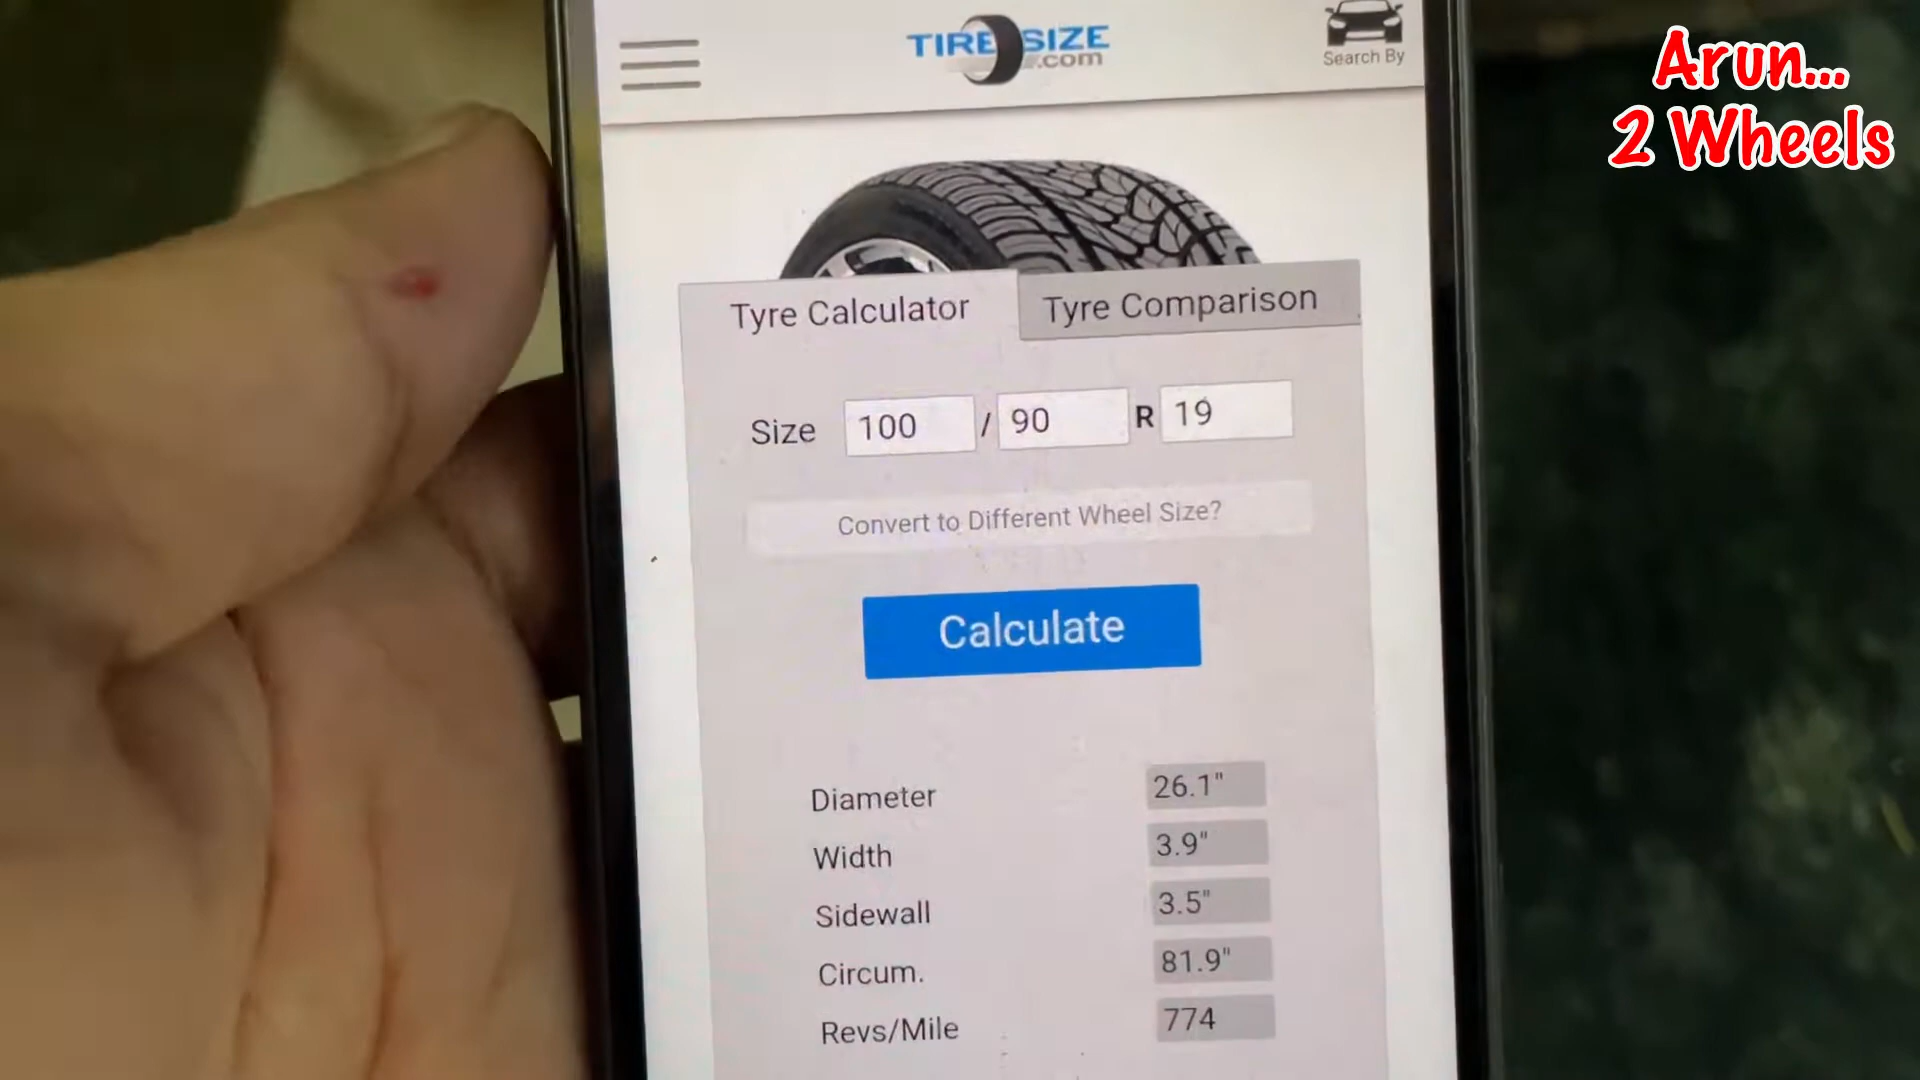 TIRESIZE
.com
Search By
Arun...
2 Wheels
Tyre Calculator
Tyre Comparison
Size 100 / 90 R 19
Convert to Different Wheel Size?
Calculate
Diameter 26.1"
Width 3.9"
Sidewall 3.5"
Circum. 81.9"
Revs/Mile 774